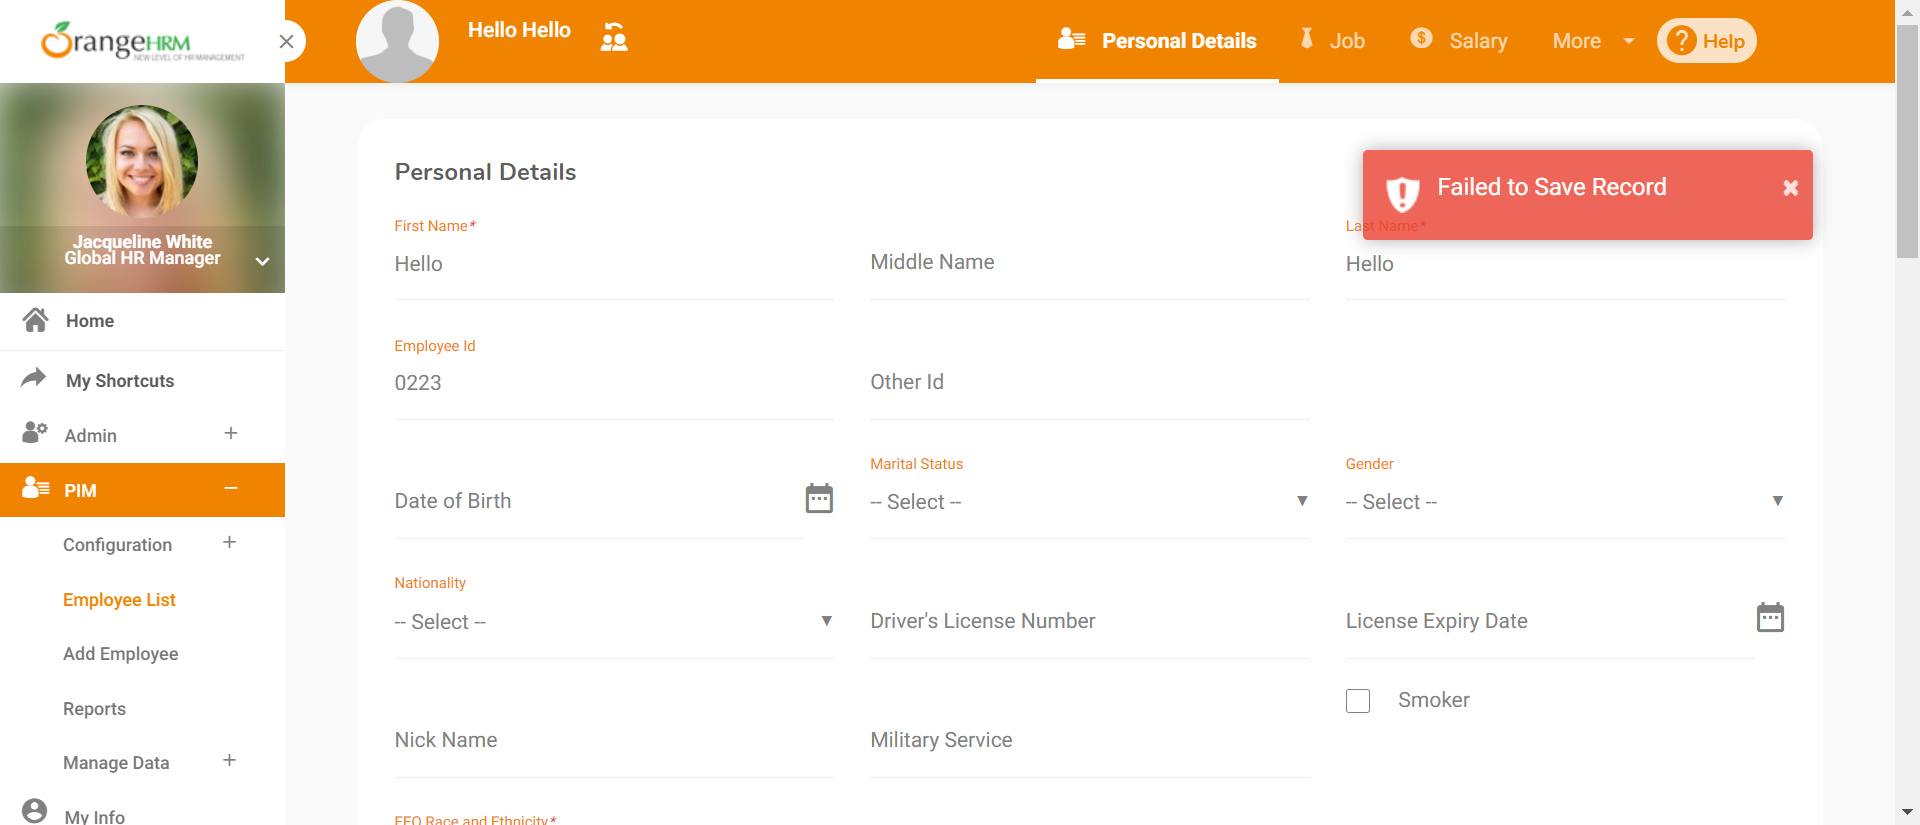 OrangeHRM
NEW LEVEL OF HR MANAGEMENT
Hello Hello
Personal Details
Job
$
Salary
More
? Help
Jacqueline White
Global HR Manager
Home
My Shortcuts
Admin +
PIM −
Configuration +
Employee List
Add Employee
Reports
Manage Data +
My Info
Personal Details
Failed to Save Record
First Name*
Last Name*
Hello
Middle Name
Hello
Employee Id
0223
Other Id
Date of Birth
Marital Status
-- Select --
Gender
-- Select --
Nationality
-- Select --
Driver's License Number
License Expiry Date
Smoker
Nick Name
Military Service
EEO Race and Ethnicity*